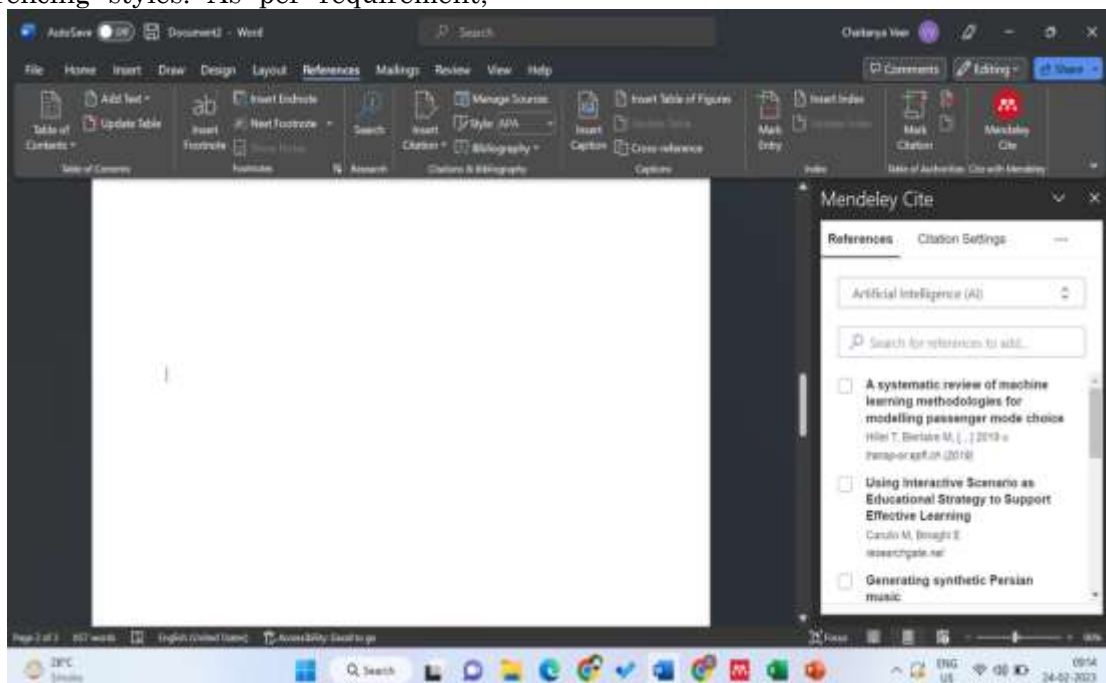 referencing styles. As per requirement,
AutoSave Off Document2 - Word Search Chaitanya Veer
File Home Insert Draw Design Layout References Mailings Review View Help Comments Editing Share
Table of Contents
Add Text
Update Table
Table of Contents
ab
Insert Footnote
Insert Endnote
Next Footnote
Show Notes
Footnotes
Search
Research
Insert Citation
Manage Sources
Style: APA
Bibliography
Citations & Bibliography
Insert Caption
Insert Table of Figures
Update Table
Cross-reference
Captions
Mark Entry
Insert Index
Update Index
Index
Mark Citation
Table of Authorities
Mendeley Cite
Cite with Mendeley
Mendeley Cite
References Citation Settings
Artificial Intelligence (AI)
Search for references to add...
A systematic review of machine
learning methodologies for
modelling passenger mode choice
Hillel T, Bierlaire M, [...] 2019
transp-or.epfl.ch (2019)
Using Interactive Scenario as
Educational Strategy to Support
Effective Learning
researchgate.net
Generating synthetic Persian
music
Page 2 of 3 857 words English (United States) Accessibility: Good to go Focus
28°C
Smoke
Search
ENG
US
09:54
24-02-2023